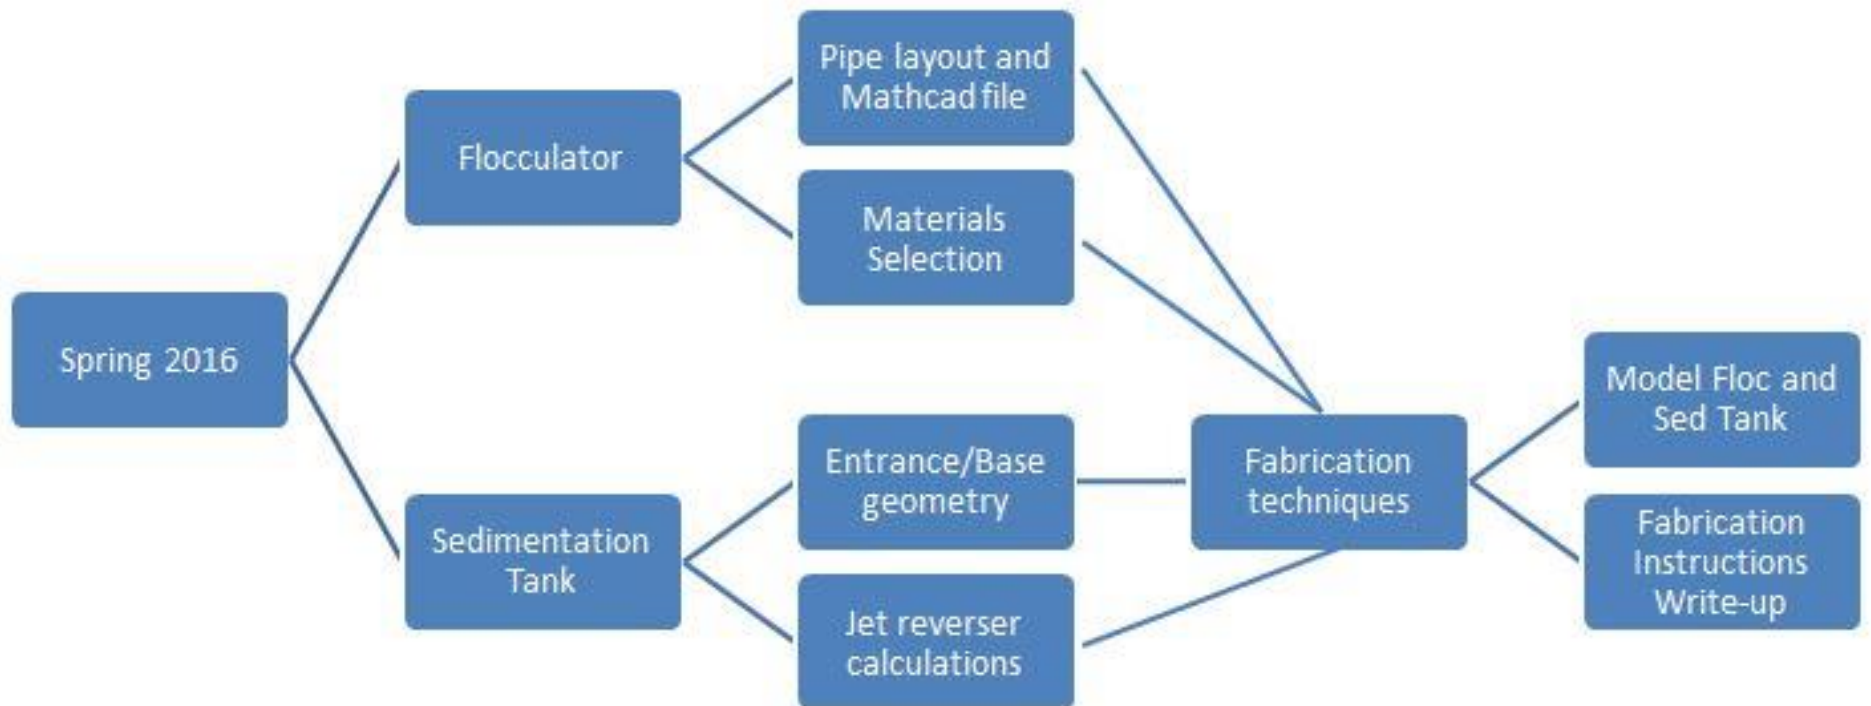 Spring 2016
Flocculator
Sedimentation
Tank
Pipe layout and
Mathcad file
Materials
Selection
Entrance/Base
geometry
Jet reverser
calculations
Fabrication
techniques
Model Floc and
Sed Tank
Fabrication
Instructions
Write-up